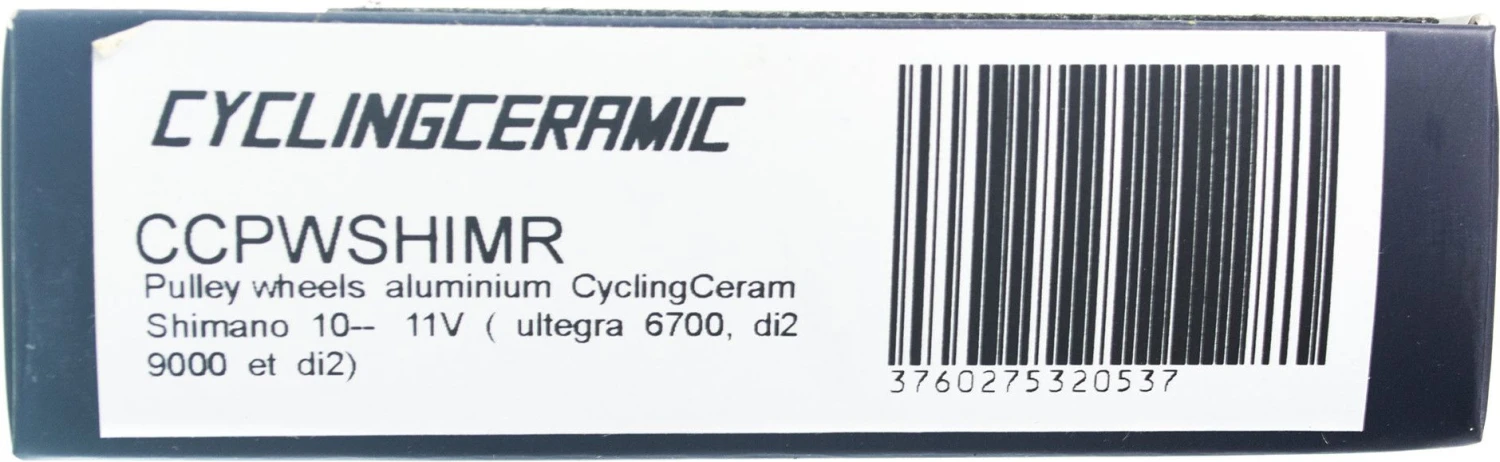 CYCLINGCERAMIC
CCPWSHIMR
Pulley wheels aluminium CyclingCeram
Shimano 10-- 11V ( ultegra 6700, di2
9000 et di2)
3760275320537